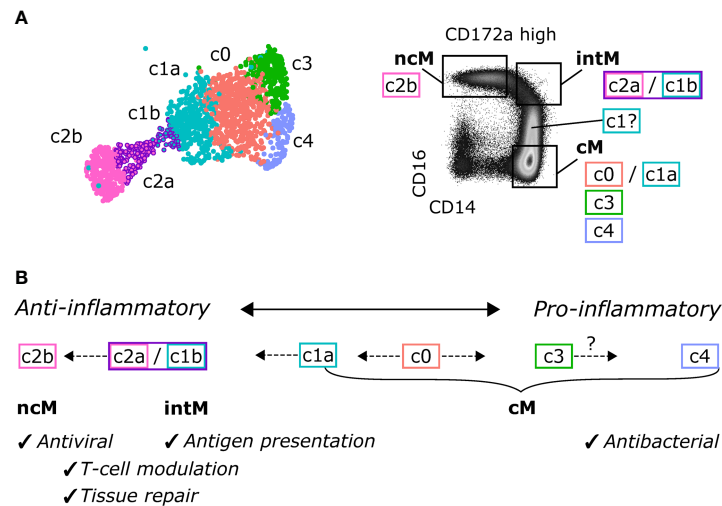 A
c0
c3
c1a
c1b
c4
c2b
c2a
CD172a high
ncM
intM
c2b
c2a / c1b
c1?
cM
c0 / c1a
c3
c4
CD16
CD14
B
Anti-inflammatory
Pro-inflammatory
c2b
c2a / c1b
c1a
c0
c3
?
c4
ncM
intM
cM
✓ Antiviral
✓ Antigen presentation
✓ Antibacterial
✓ T-cell modulation
✓ Tissue repair